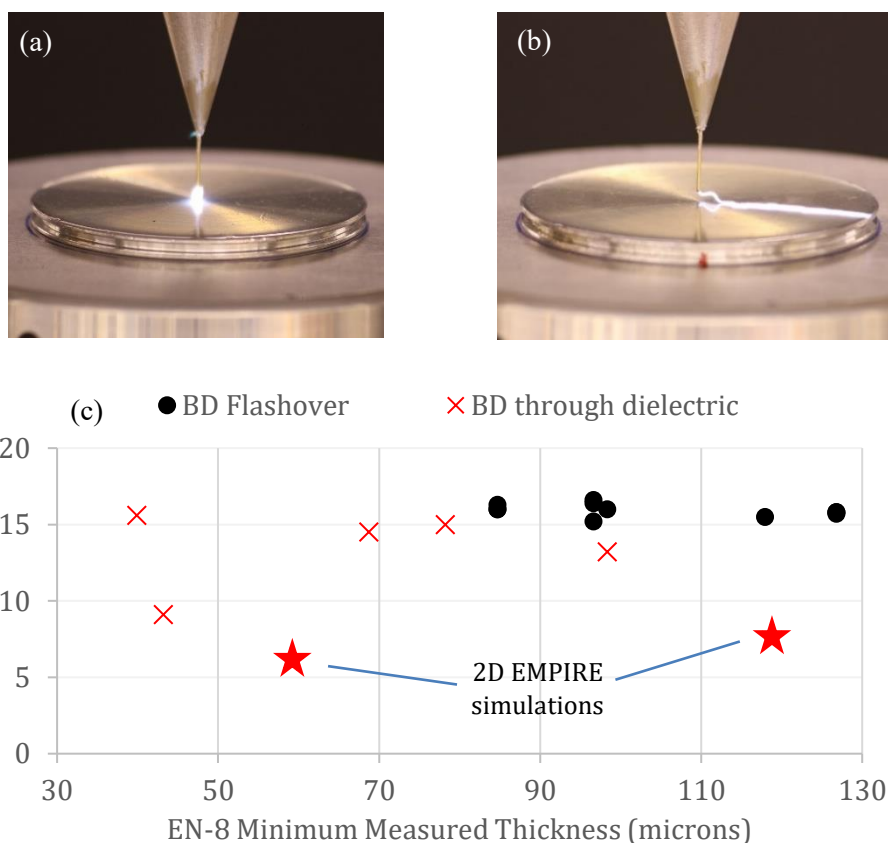 (a)
(b)
(c)
BD Flashover
BD through dielectric
20
15
10
5
0
2D EMPIRE
simulations
30
50
70
90
110
130
EN-8 Minimum Measured Thickness (microns)